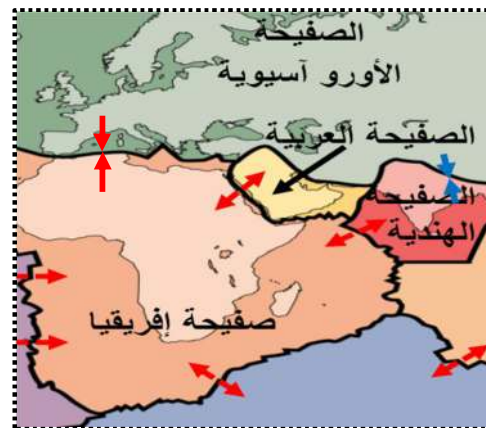 الصفيحة
الأورو آسيوية
الصفيحة العربية
الصفيحة
الهندية
صفيحة إفريقيا